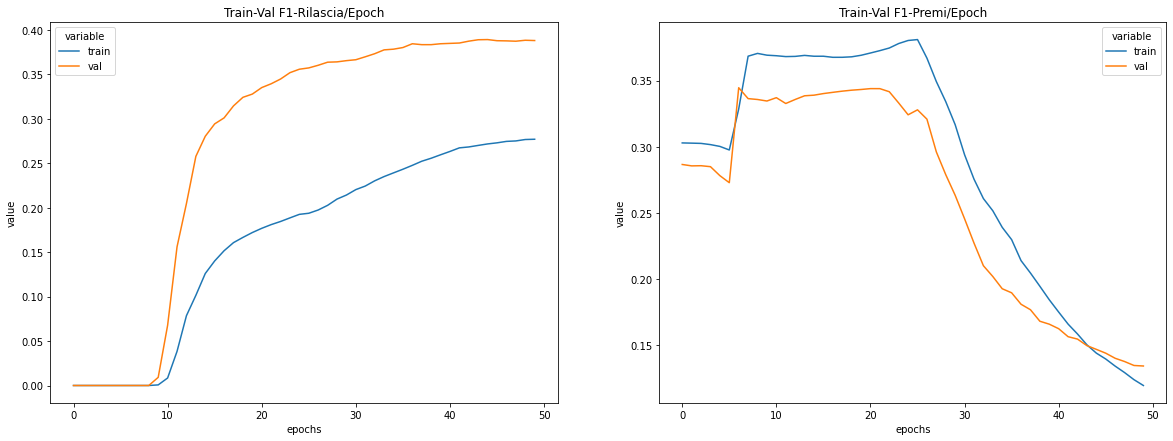 Train-Val F1-Rilascia/Epoch
variable
train
val
value
0.40
0.35
0.30
0.25
0.20
0.15
0.10
0.05
0.00
0
10
20
30
40
50
epochs
Train-Val F1-Premi/Epoch
variable
train
val
value
0.35
0.30
0.25
0.20
0.15
0
10
20
30
40
50
epochs